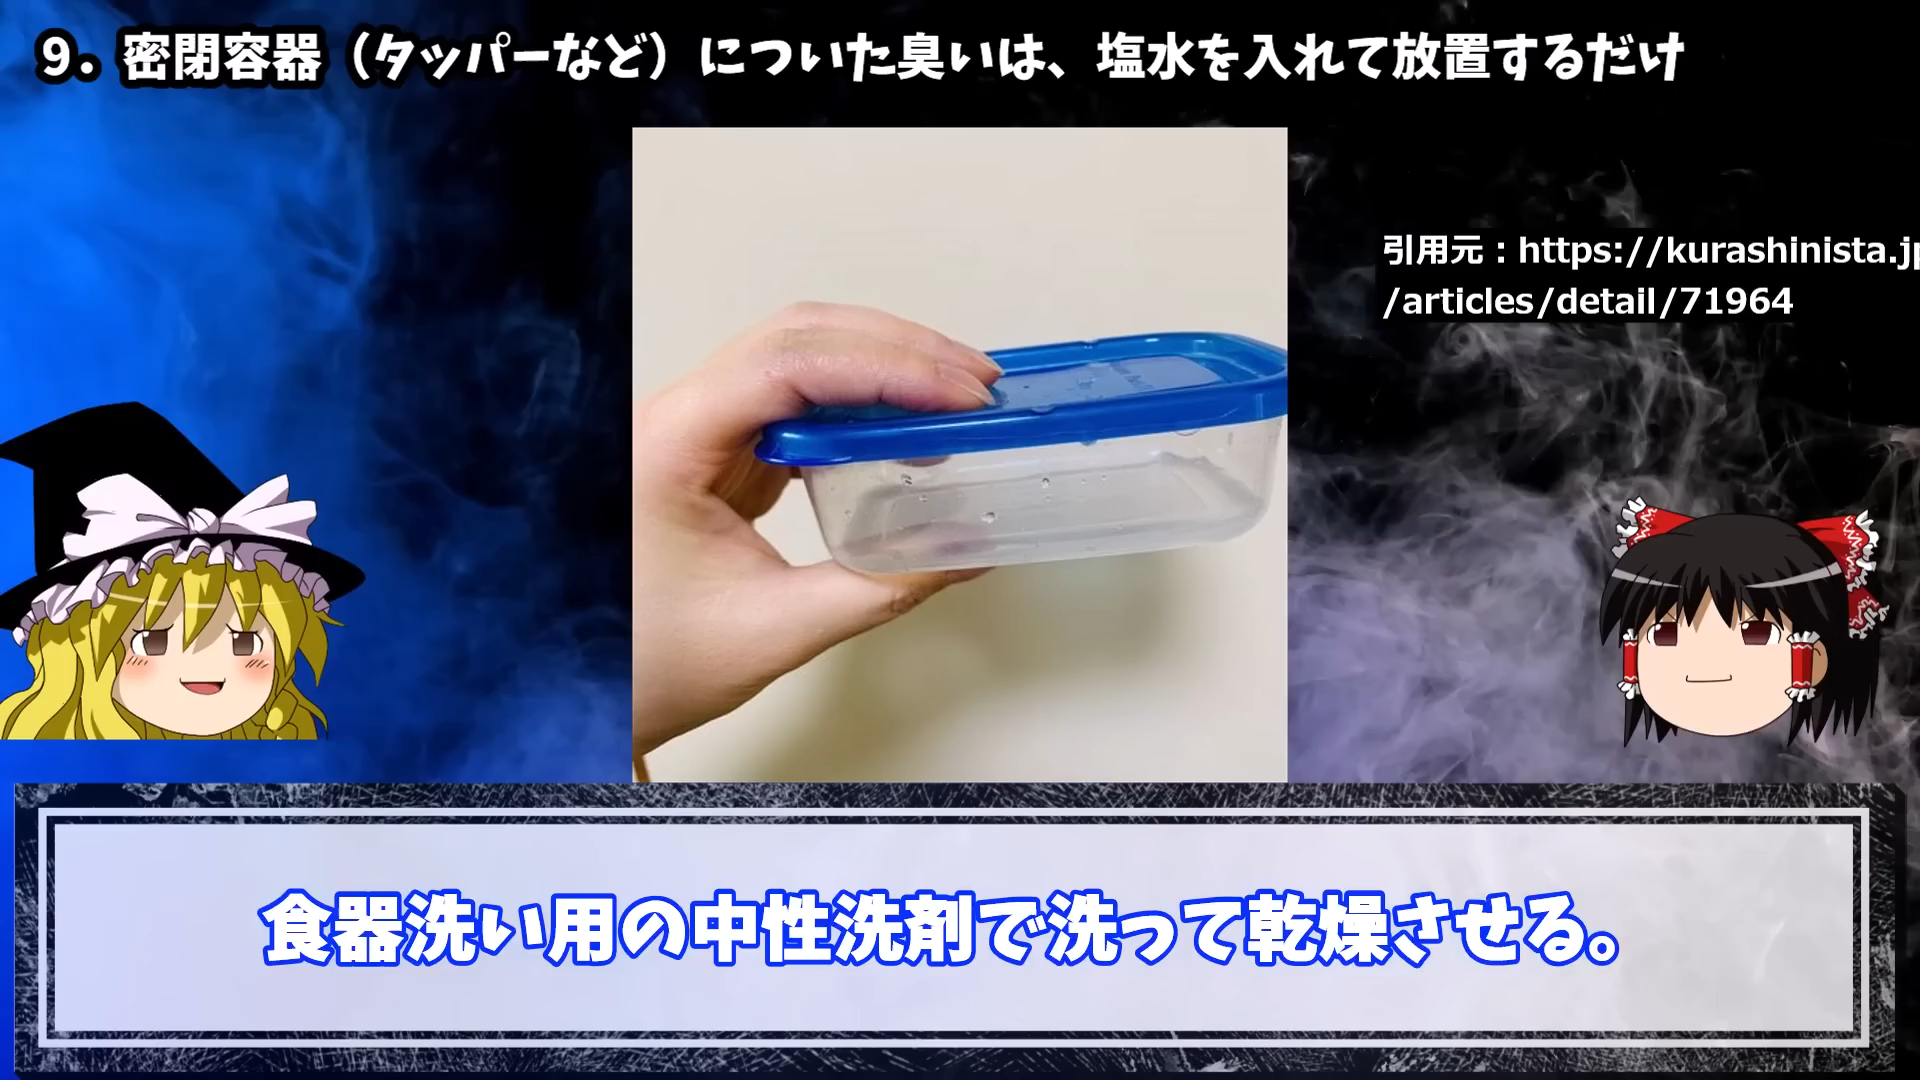 9．密閉容器（タッパーなど）についた臭いは、塩水を入れて放置するだけ
引用元：https://kurashinista.jp
/articles/detail/71964
食器洗い用の中性洗剤で洗って乾燥させる。